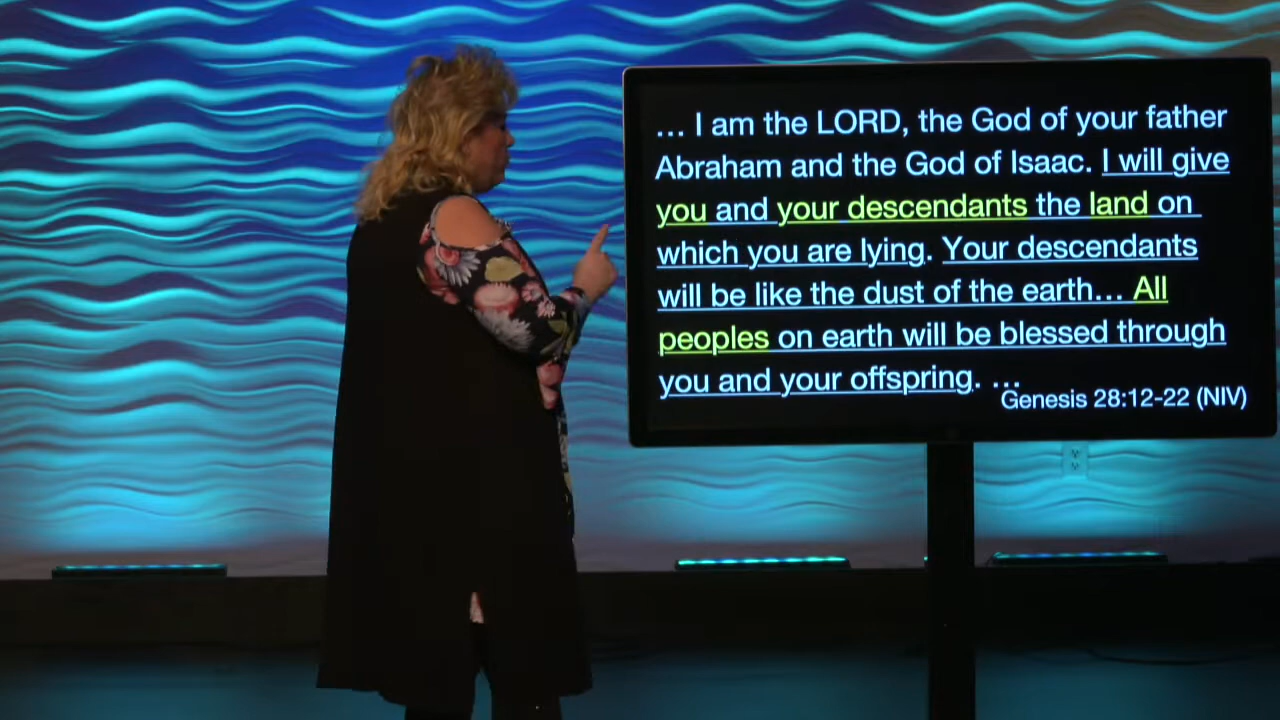 ... I am the LORD, the God of your father
Abraham and the God of Isaac. I will give
you and your descendants the land on
which you are lying. Your descendants
will be like the dust of the earth... All
peoples on earth will be blessed through
you and your offspring. ...
Genesis 28:12-22 (NIV)